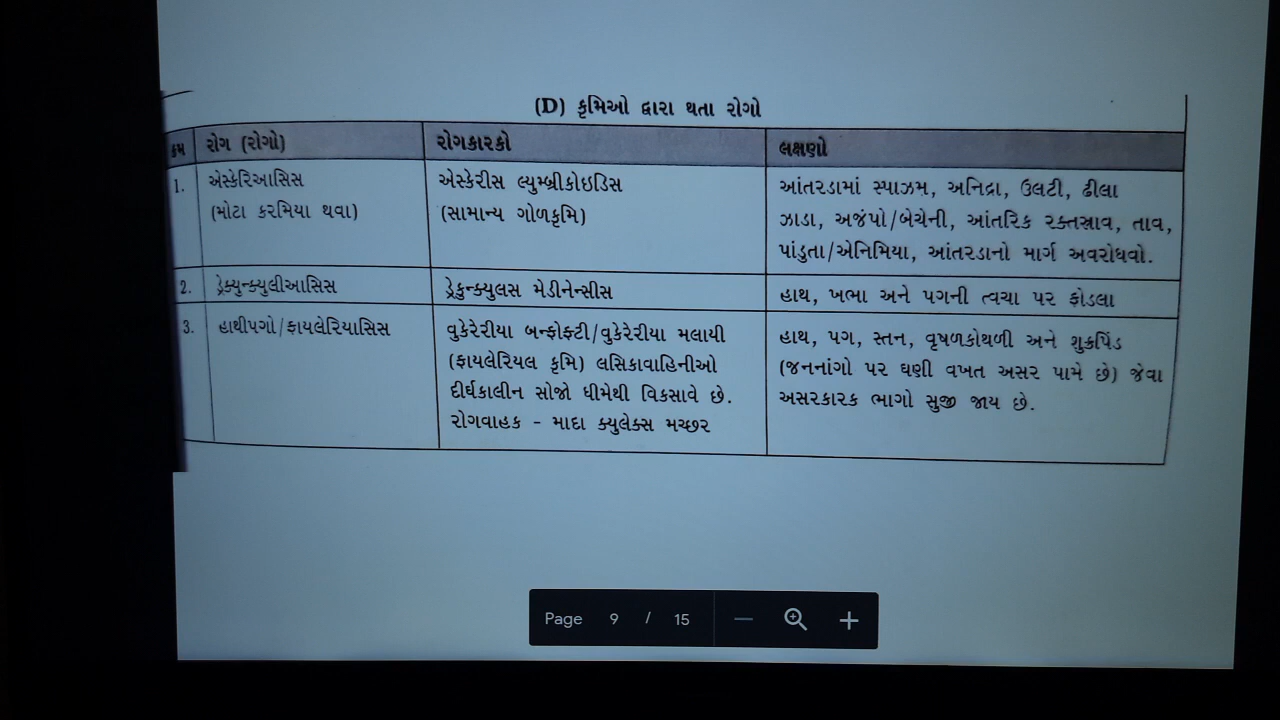 (D) કૃમિઓ દ્વારા થતા રોગો
ક્રમ રોગ (રોગો) રોગકારકો લક્ષણો
1. એસ્કેરિઆસિસ એસ્કેરીસ લ્યુમ્બ્રીકોઇડિસ આંતરડામાં સ્પાઝમ, અનિદ્રા, ઉલટી, ઢીલા
(મોટા કરમિયા થવા) (સામાન્ય ગોળકૃમિ) ઝાડા, અજંપો/બેચેની, આંતરિક રક્તસ્રાવ, તાવ,
પાંડુતા/એનિમિયા, આંતરડાનો માર્ગ અવરોધવો.
2. ડ્રેક્યુન્ક્યુલીઆસિસ ડ્રેકુન્ક્યુલસ મેડીનેન્સીસ હાથ, ખભા અને પગની ત્વચા પર ફોડલા
3. હાથીપગો/ફાયલેરિયાસિસ વુકેરેરીયા બન્ફોફ્ટી/વુકેરેરીયા મલાયી હાથ, પગ, સ્તન, વૃષળકોથળી અને શુક્રપિંડ
(ફાયલેરિયલ કૃમિ) લસિકાવાહિનીઓ (જનનાંગો પર ઘણી વખત અસર પામે છે) જેવા
દીર્ઘકાલીન સોજો ધીમેથી વિકસાવે છે. અસરકારક ભાગો સુજી જાય છે.
રોગવાહક - માદા ક્યુલેક્સ મચ્છર
Page 9 / 15